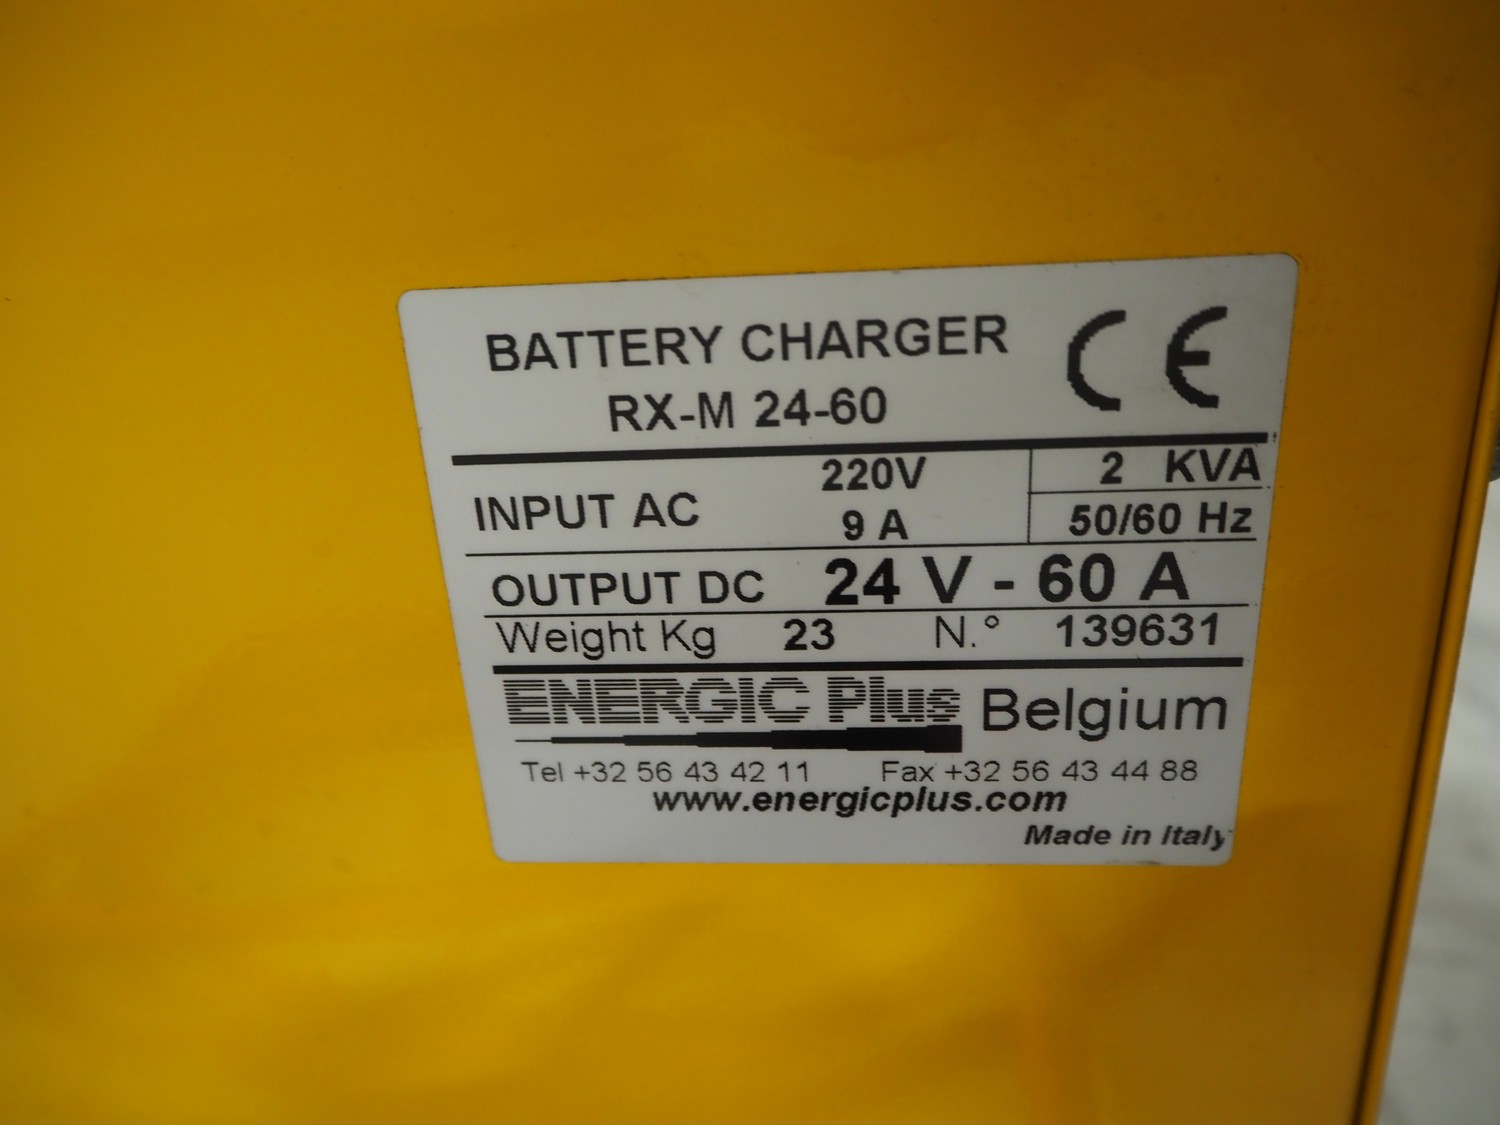 BATTERY CHARGER CE
RX-M 24-60
INPUT AC 220V 2 KVA
9 A 50/60 Hz
OUTPUT DC 24 V - 60 A
Weight Kg 23 N.° 139631
ENERGIC Plus Belgium
Tel +32 56 43 42 11 Fax +32 56 43 44 88
www.energicplus.com
Made in Italy